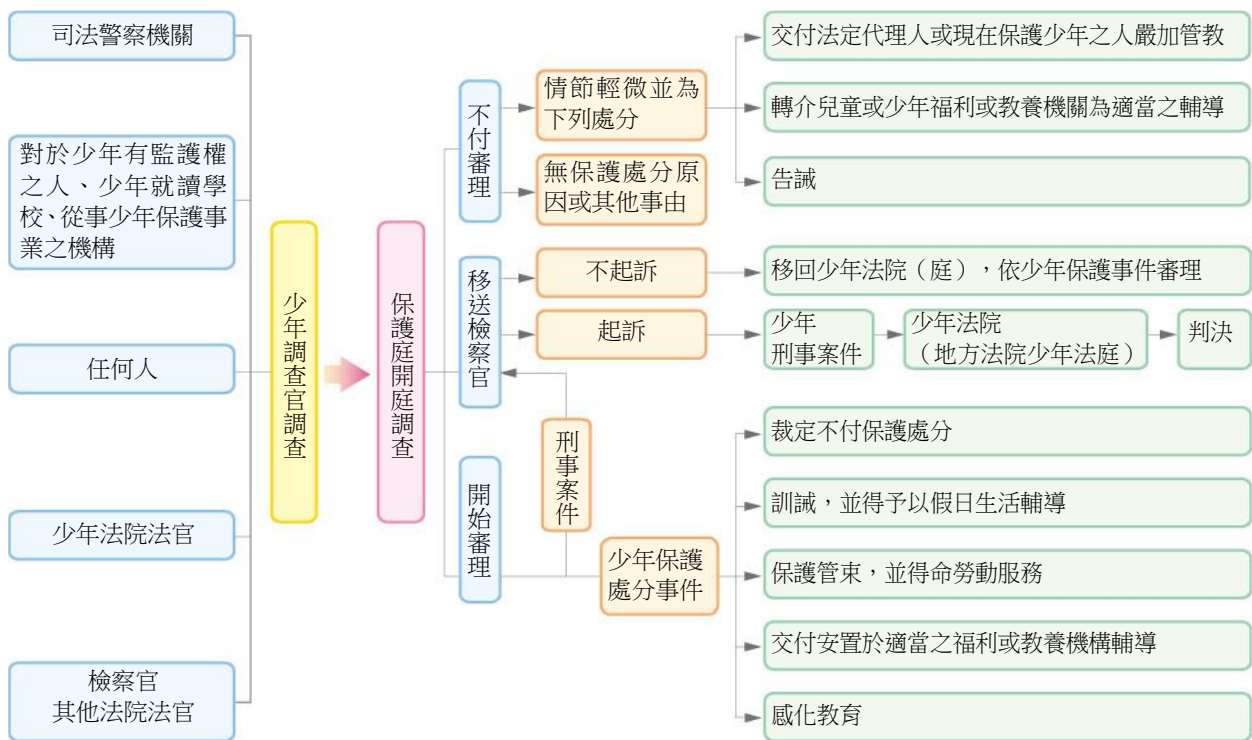 司法警察機關
對於少年有監護權
之人、少年就讀學
校、從事少年保護事
業之機構
任何人
少年法院法官
檢察官
其他法院法官
少年調查官調查
保護庭開庭調查
不付審理
情節輕微並為
下列處分
交付法定代理人或現在保護少年之人嚴加管教
轉介兒童或少年福利或教養機關為適當之輔導
告誡
無保護處分原
因或其他事由
移送檢察官
不起訴
移回少年法院(庭),依少年保護事件審理
起訴
少年
刑事案件
少年法院
(地方法院少年法庭)
判決
刑事案件
開始審理
少年保護
處分事件
裁定不付保護處分
訓誡,並得予以假日生活輔導
保護管束,並得命勞動服務
交付安置於適當之福利或教養機構輔導
感化教育